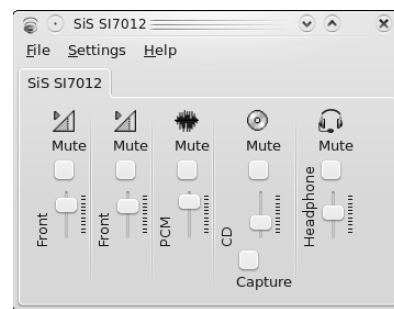 SiS SI7012
File Settings Help
SiS SI7012
Mute Mute Mute Mute Mute
Front Front PCM CD Headphone
Capture